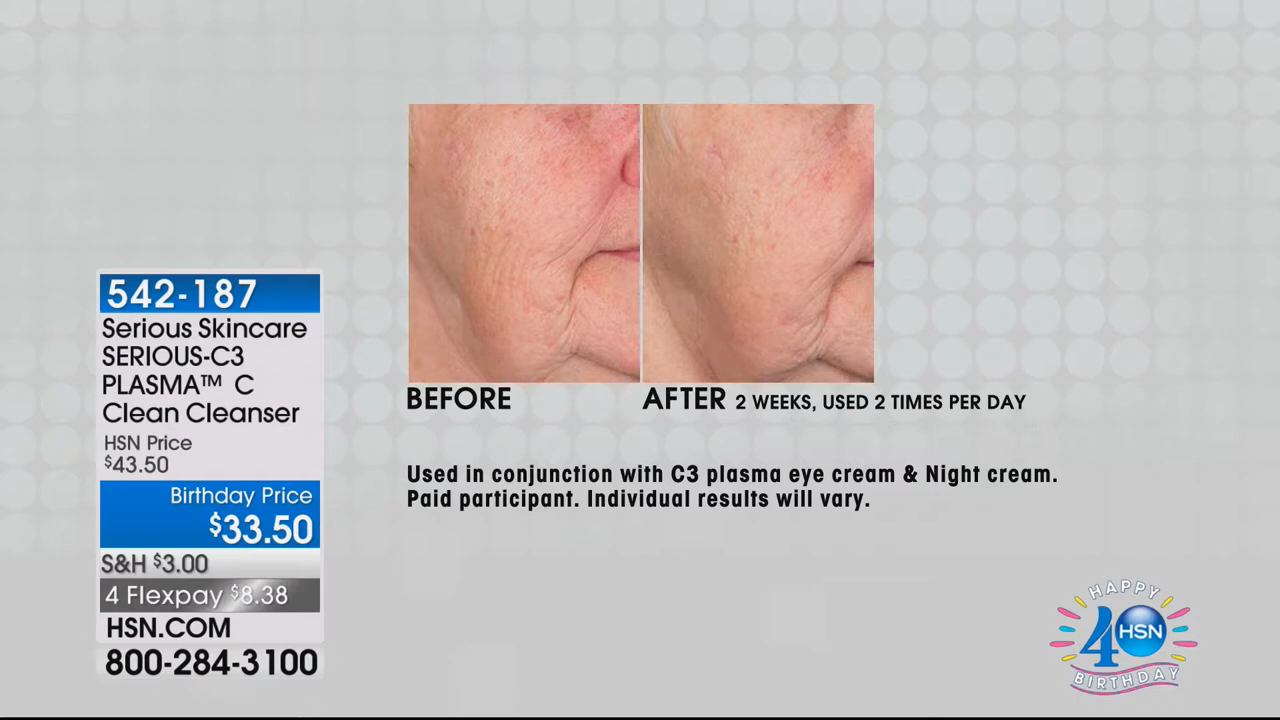 542-187
Serious Skincare
SERIOUS-C3
PLASMA™ C
Clean Cleanser
HSN Price
$43.50
Birthday Price
$33.50
S&H $3.00
4 Flexpay $8.38
HSN.COM
800-284-3100
BEFORE
AFTER 2 WEEKS, USED 2 TIMES PER DAY
Used in conjunction with C3 plasma eye cream & Night cream.
Paid participant. Individual results will vary.
HAPPY
40 HSN
BIRTHDAY